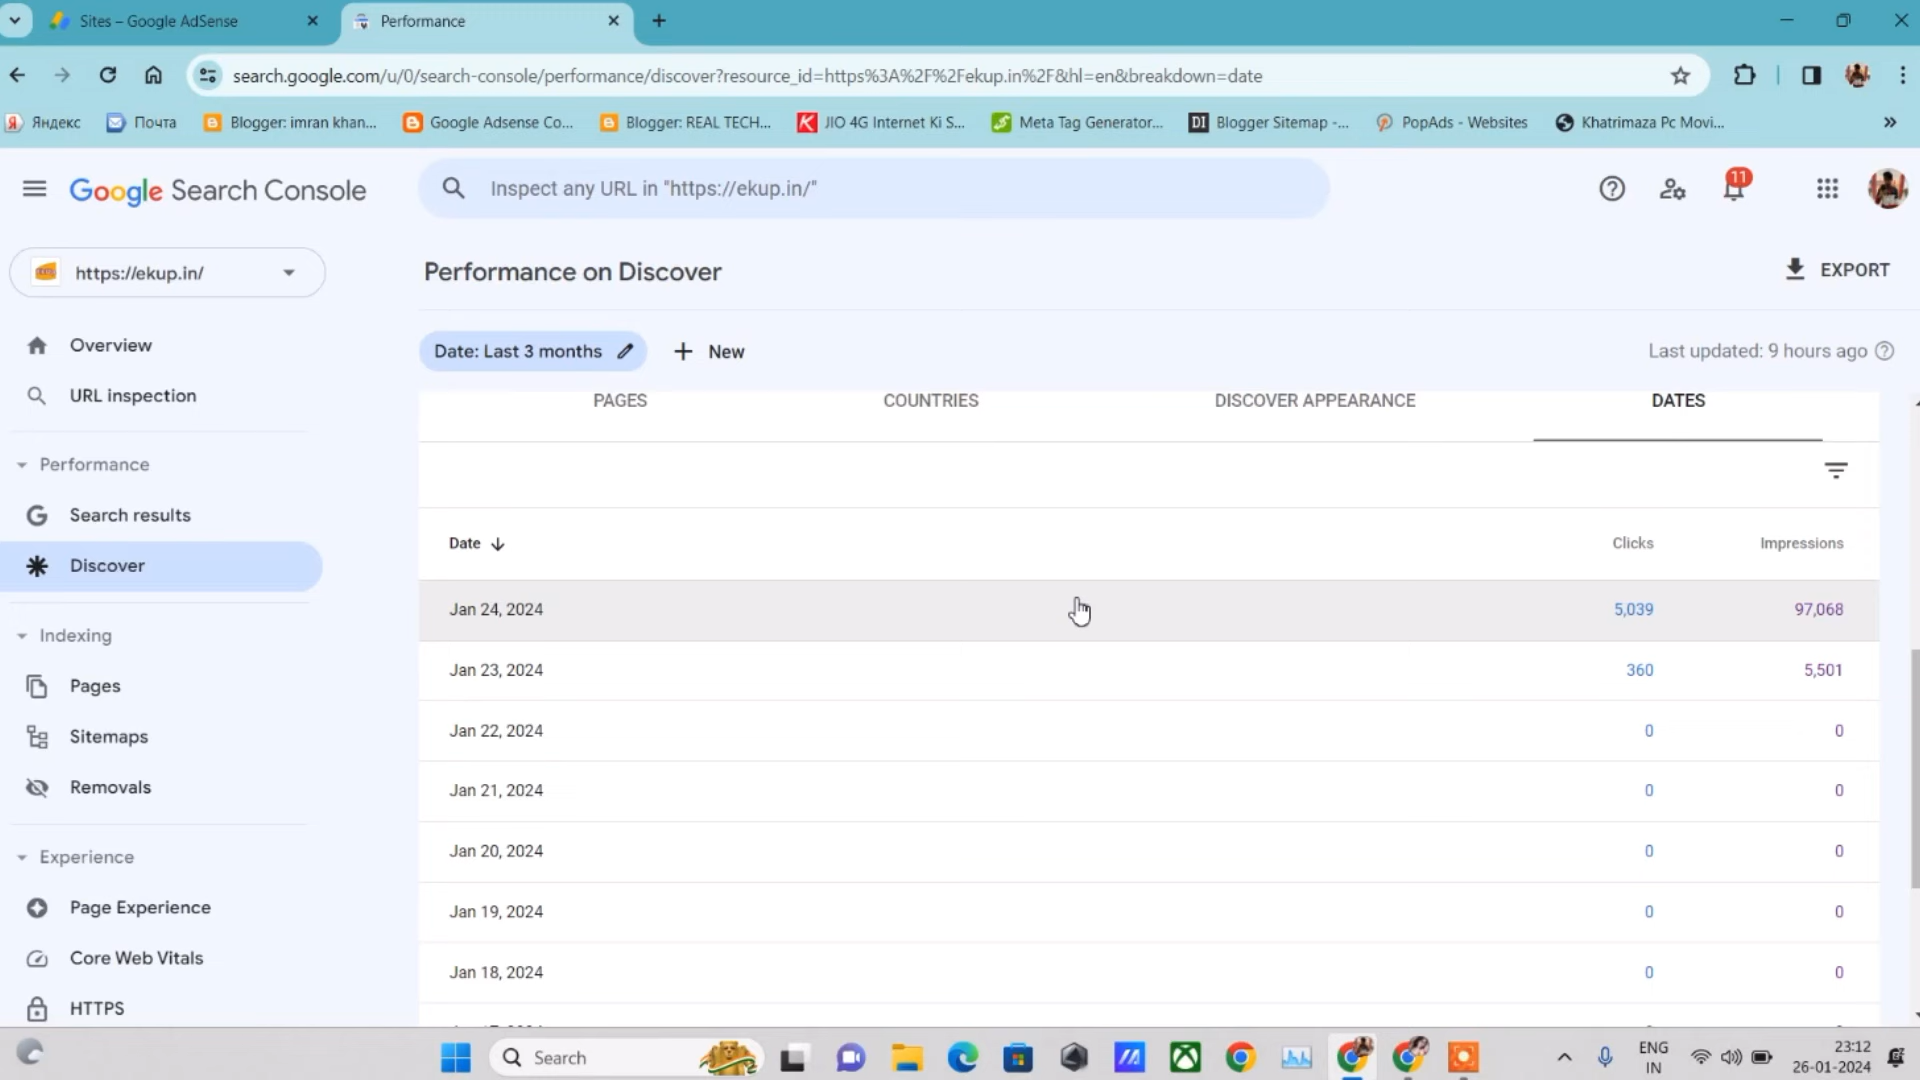 Sites – Google AdSense
Performance
search.google.com/u/0/search-console/performance/discover?resource_id=https%3A%2F%2Fekup.in%2F&hl=en&breakdown=date
Я Яндекс
Почта
Blogger: imran khan...
Google Adsense Co...
Blogger: REAL TECH...
JIO 4G Internet Ki S...
Meta Tag Generator...
DI Blogger Sitemap -...
PopAds - Websites
Khatrimaza Pc Movi...
»
Google Search Console
Inspect any URL in "https://ekup.in/"
11
https://ekup.in/
Performance on Discover
EXPORT
Date: Last 3 months
New
Last updated: 9 hours ago
Overview
URL inspection
Performance
Search results
Discover
Indexing
Pages
Sitemaps
Removals
Experience
Page Experience
Core Web Vitals
HTTPS
PAGES COUNTRIES DISCOVER APPEARANCE DATES
Date Clicks Impressions
Jan 24, 2024 5,039 97,068
Jan 23, 2024 360 5,501
Jan 22, 2024 0 0
Jan 21, 2024 0 0
Jan 20, 2024 0 0
Jan 19, 2024 0 0
Jan 18, 2024 0 0
Search
ENG
IN
23:12
26-01-2024